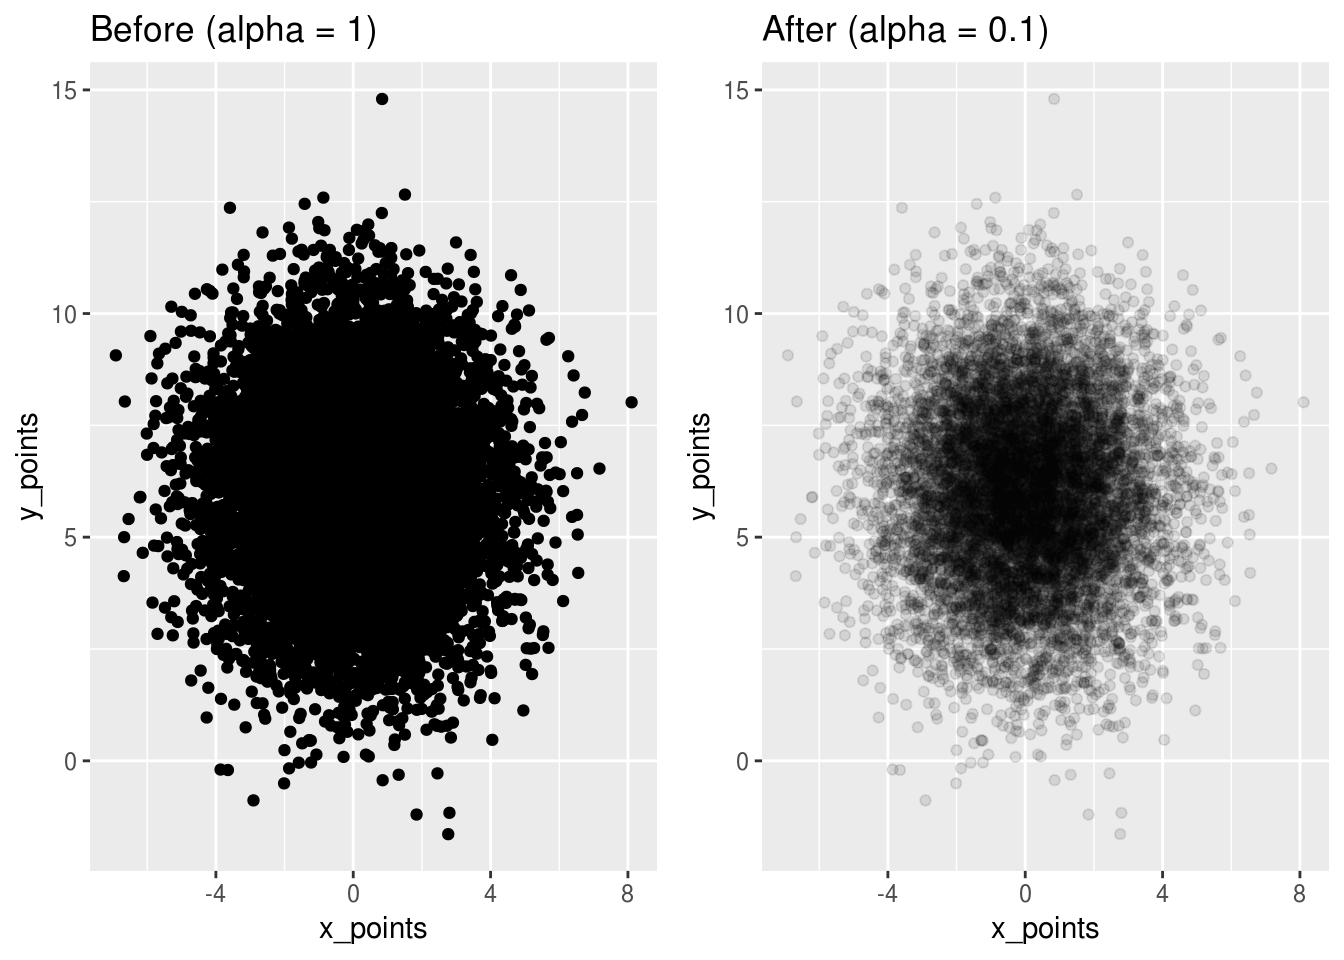 Before (alpha = 1)
15
10
5
0
-4 0 4 8
x_points
y_points
After (alpha = 0.1)
15
10
5
0
-4 0 4 8
x_points
y_points